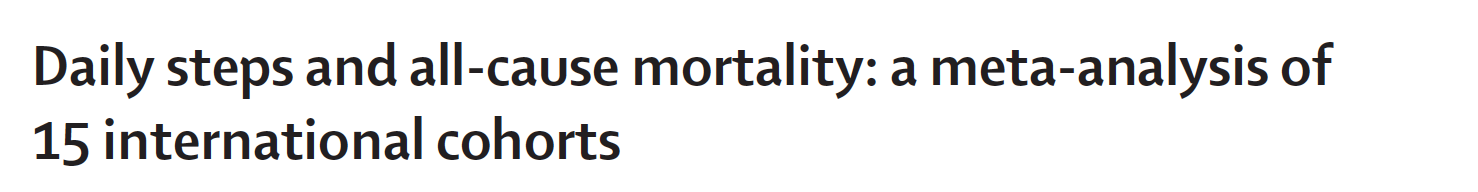 Daily steps and all-cause mortality: a meta-analysis of
15 international cohorts